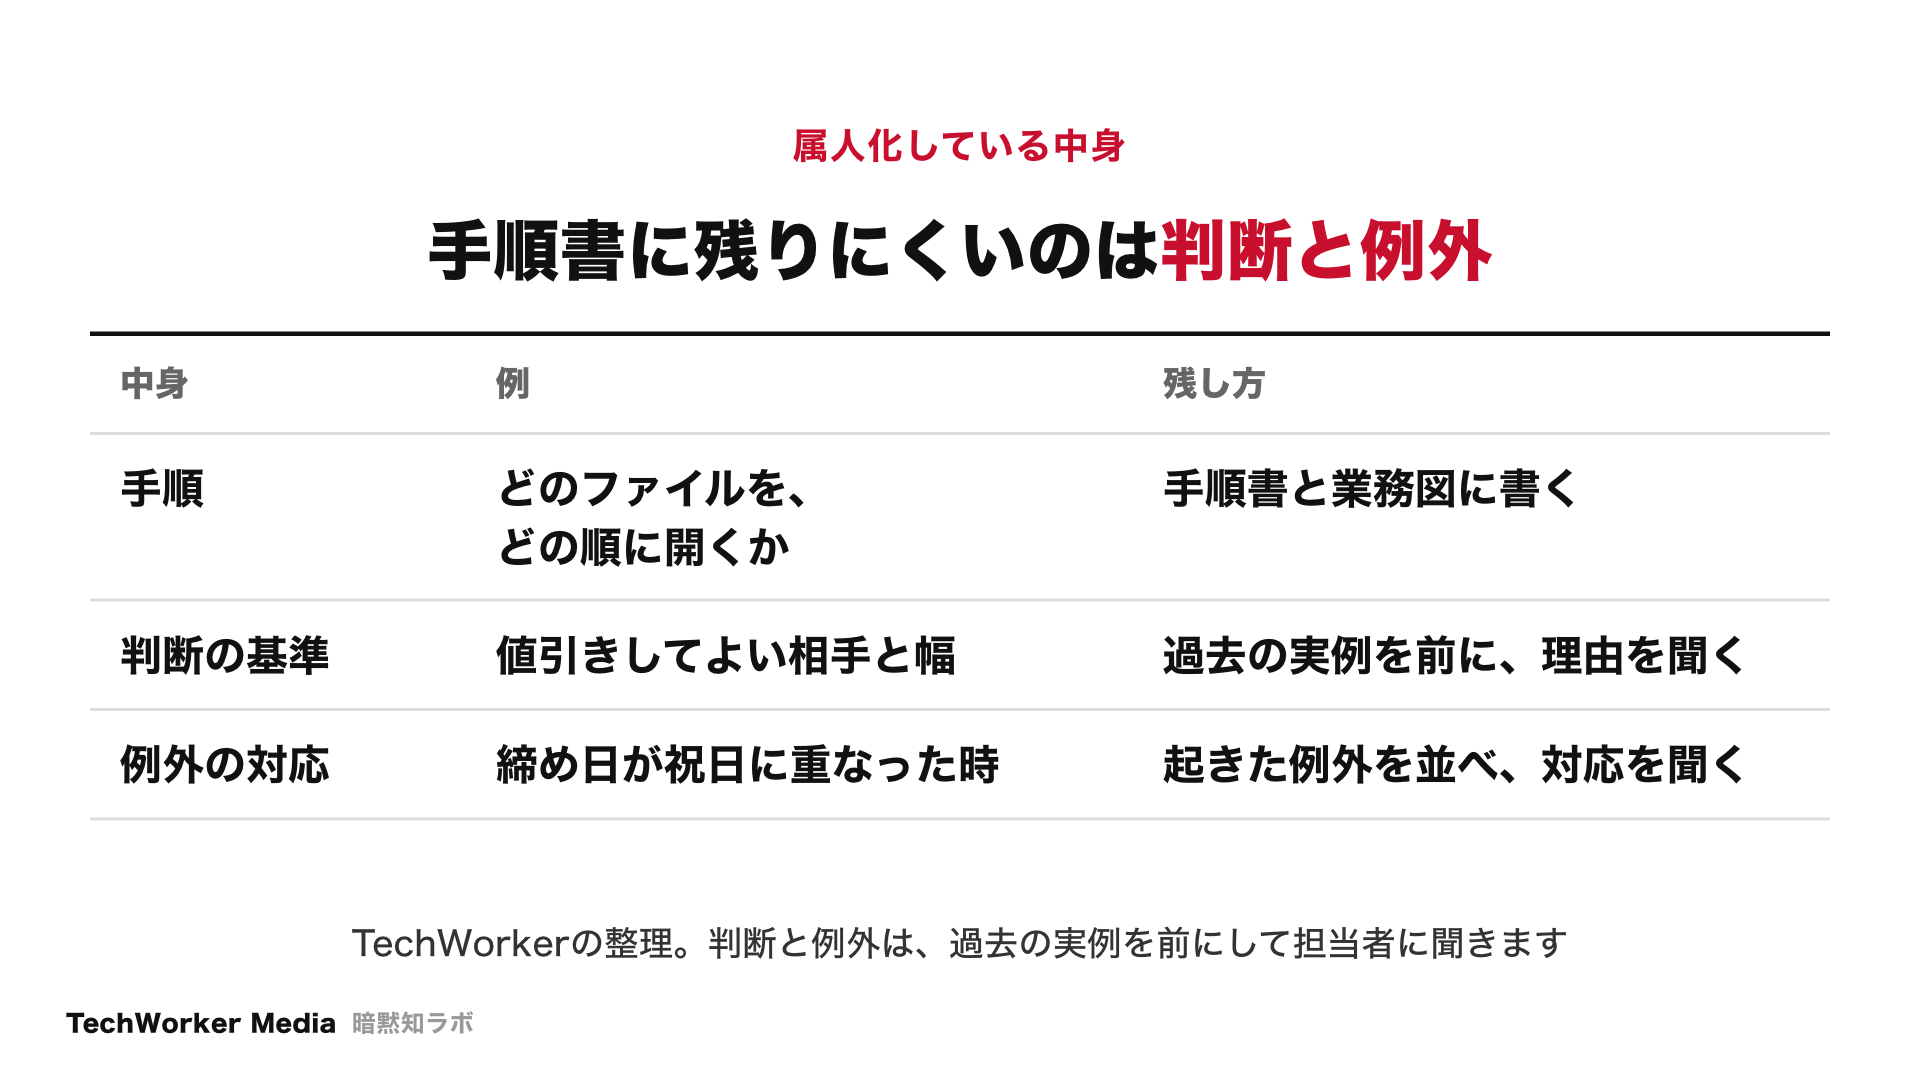 属人化している中身
手順書に残りにくいのは判断と例外
中身 例 残し方
手順 どのファイルを、 手順書と業務図に書く
どの順に開くか
判断の基準 値引きしてよい相手と幅 過去の実例を前に、理由を聞く
例外の対応 締め日が祝日に重なった時 起きた例外を並べ、対応を聞く
TechWorkerの整理。判断と例外は、過去の実例を前にして担当者に聞きます
TechWorker Media 暗黙知ラボ